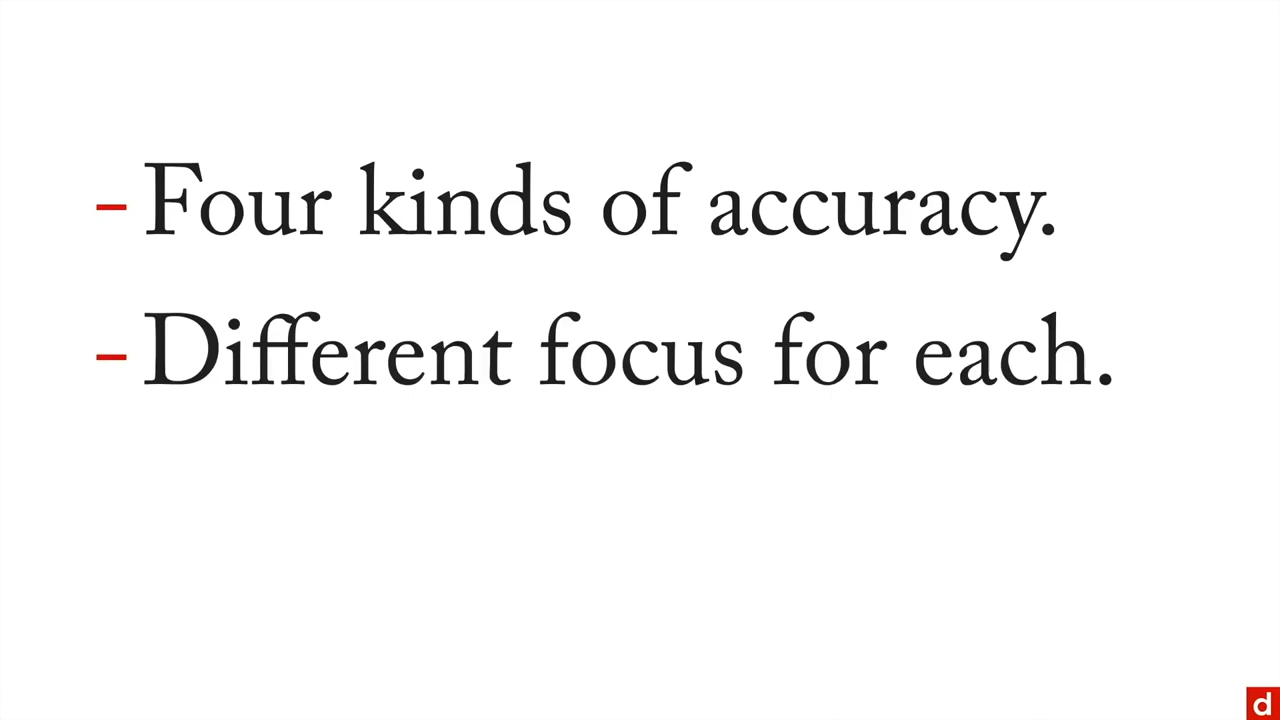 - Four kinds of accuracy.
- Different focus for each.
d